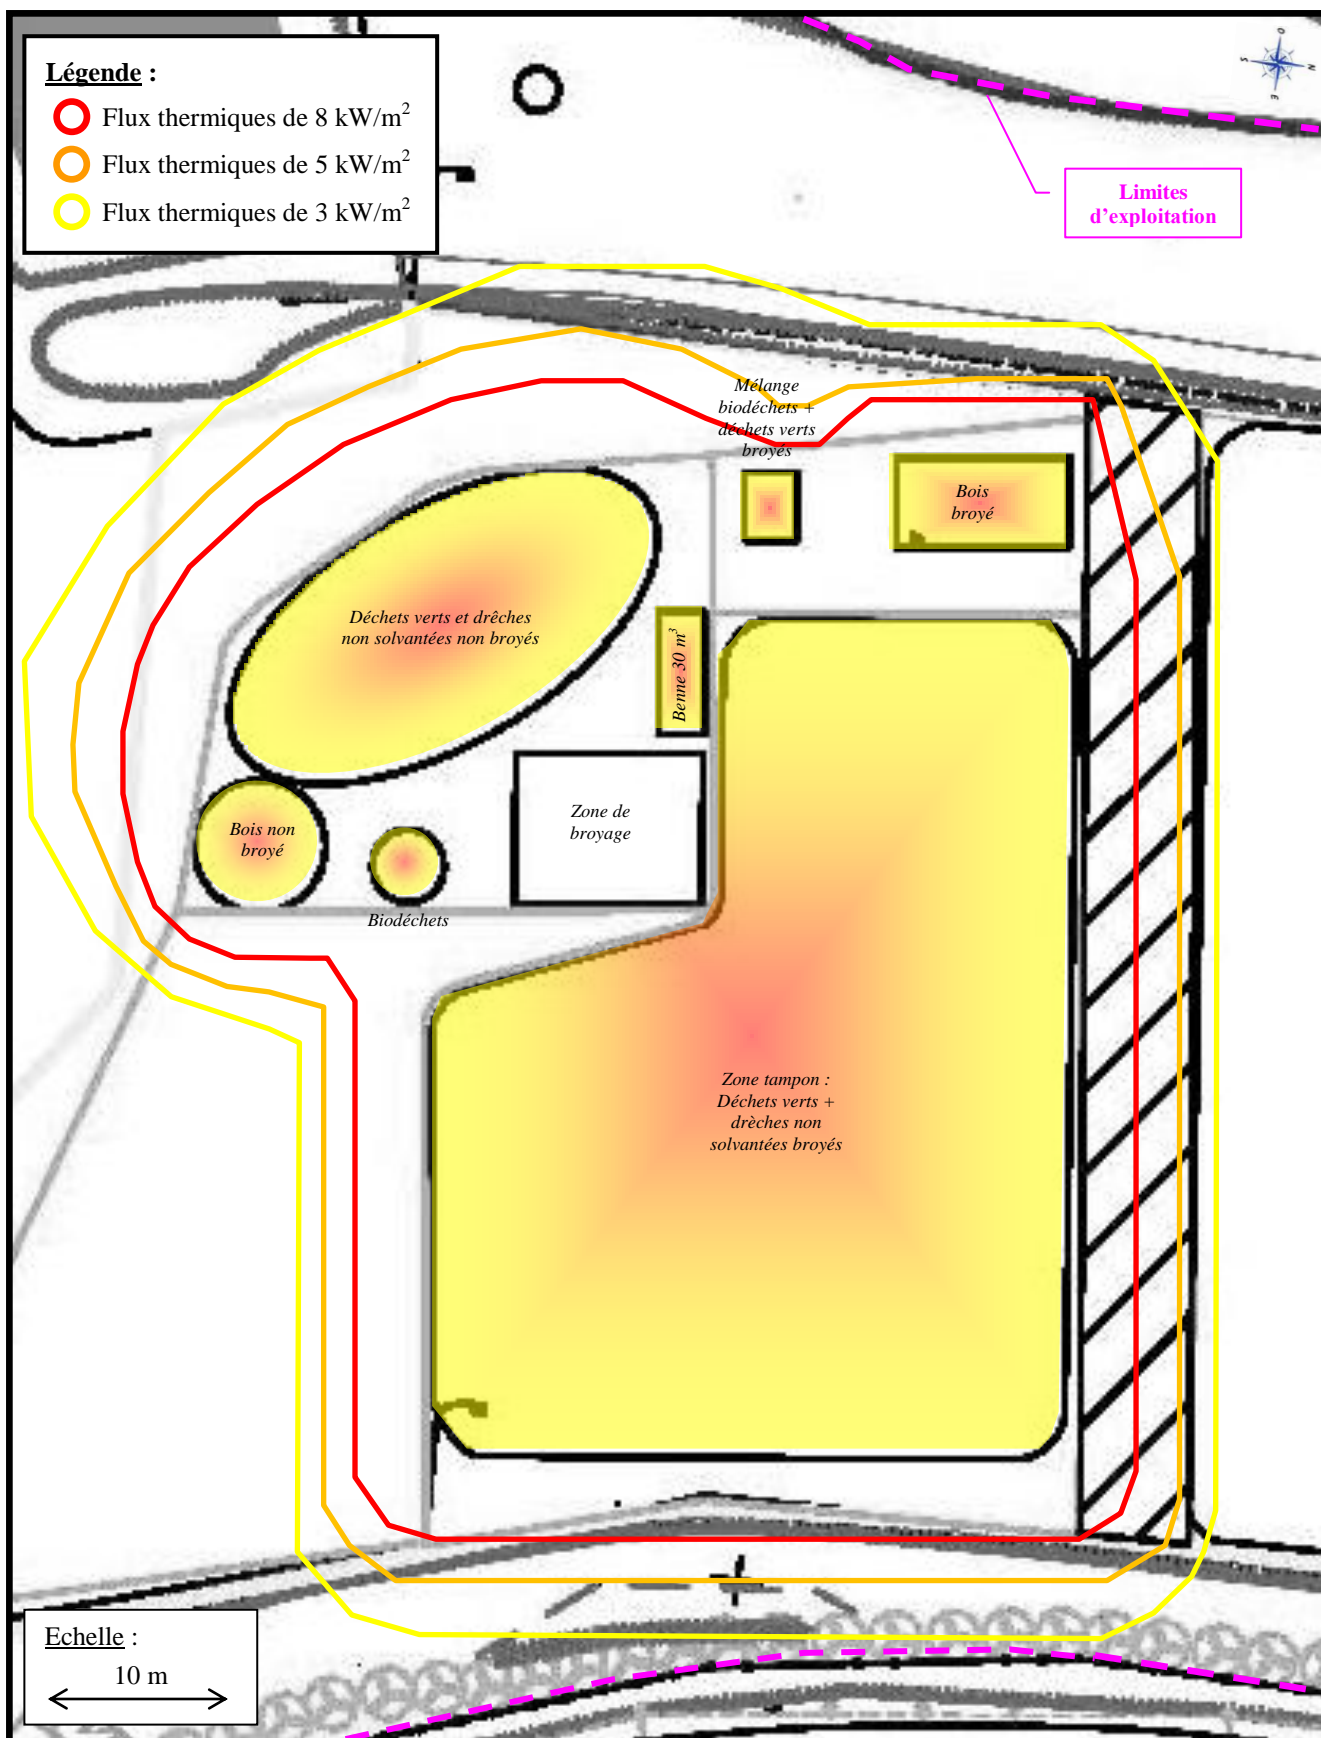 Légende :
Flux thermiques de 8 kW/m²
Flux thermiques de 5 kW/m²
Flux thermiques de 3 kW/m²
O
N
S
E
Limites
d’exploitation
Mélange
biodéchets +
déchets verts
broyés
Bois
broyé
Déchets verts et drêches
non solvantées non broyés
Benne 30 m³
Bois non
broyé
Zone de
broyage
Biodéchets
Zone tampon :
Déchets verts +
drèches non
solvantées broyés
Echelle :
10 m